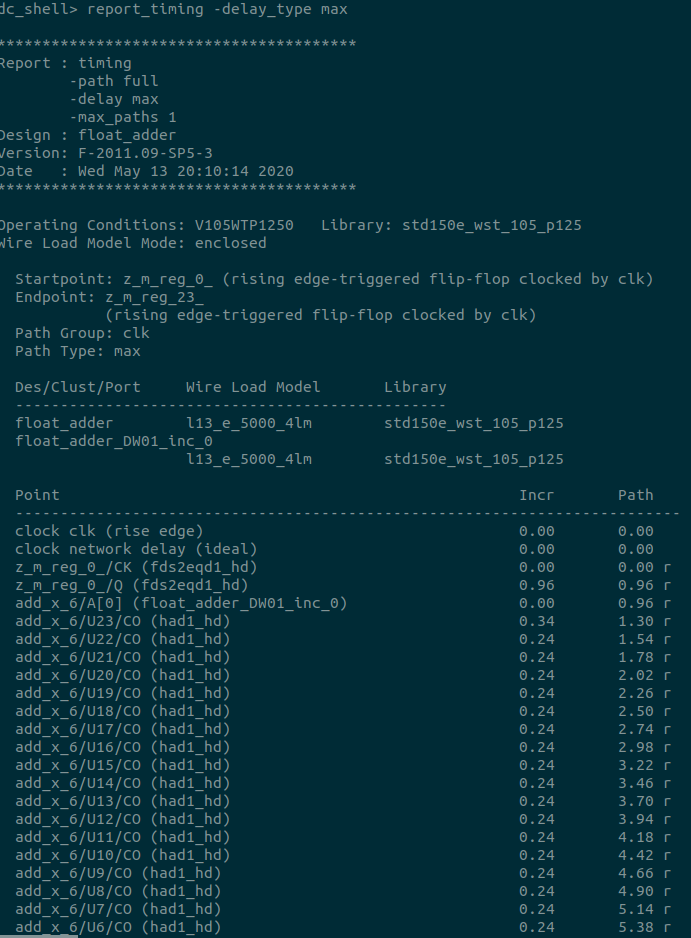 dc_shell> report_timing -delay_type max
****************************************
Report : timing
        -path full
        -delay max
        -max_paths 1
Design : float_adder
Version: F-2011.09-SP5-3
Date   : Wed May 13 20:10:14 2020
****************************************
Operating Conditions: V105WTP1250   Library: std150e_wst_105_p125
Wire Load Model Mode: enclosed
  Startpoint: z_m_reg_0_ (rising edge-triggered flip-flop clocked by clk)
  Endpoint: z_m_reg_23_
            (rising edge-triggered flip-flop clocked by clk)
  Path Group: clk
  Path Type: max
  Des/Clust/Port     Wire Load Model       Library
  ------------------------------------------------
  float_adder        l13_e_5000_4lm        std150e_wst_105_p125
  float_adder_DW01_inc_0
                     l13_e_5000_4lm        std150e_wst_105_p125
  Point                                                   Incr       Path
  --------------------------------------------------------------------------
  clock clk (rise edge)                                   0.00       0.00
  clock network delay (ideal)                             0.00       0.00
  z_m_reg_0_/CK (fds2eqd1_hd)                             0.00       0.00 r
  z_m_reg_0_/Q (fds2eqd1_hd)                              0.96       0.96 r
  add_x_6/A[0] (float_adder_DW01_inc_0)                   0.00       0.96 r
  add_x_6/U23/CO (had1_hd)                                0.34       1.30 r
  add_x_6/U22/CO (had1_hd)                                0.24       1.54 r
  add_x_6/U21/CO (had1_hd)                                0.24       1.78 r
  add_x_6/U20/CO (had1_hd)                                0.24       2.02 r
  add_x_6/U19/CO (had1_hd)                                0.24       2.26 r
  add_x_6/U18/CO (had1_hd)                                0.24       2.50 r
  add_x_6/U17/CO (had1_hd)                                0.24       2.74 r
  add_x_6/U16/CO (had1_hd)                                0.24       2.98 r
  add_x_6/U15/CO (had1_hd)                                0.24       3.22 r
  add_x_6/U14/CO (had1_hd)                                0.24       3.46 r
  add_x_6/U13/CO (had1_hd)                                0.24       3.70 r
  add_x_6/U12/CO (had1_hd)                                0.24       3.94 r
  add_x_6/U11/CO (had1_hd)                                0.24       4.18 r
  add_x_6/U10/CO (had1_hd)                                0.24       4.42 r
  add_x_6/U9/CO (had1_hd)                                 0.24       4.66 r
  add_x_6/U8/CO (had1_hd)                                 0.24       4.90 r
  add_x_6/U7/CO (had1_hd)                                 0.24       5.14 r
  add_x_6/U6/CO (had1_hd)                                 0.24       5.38 r